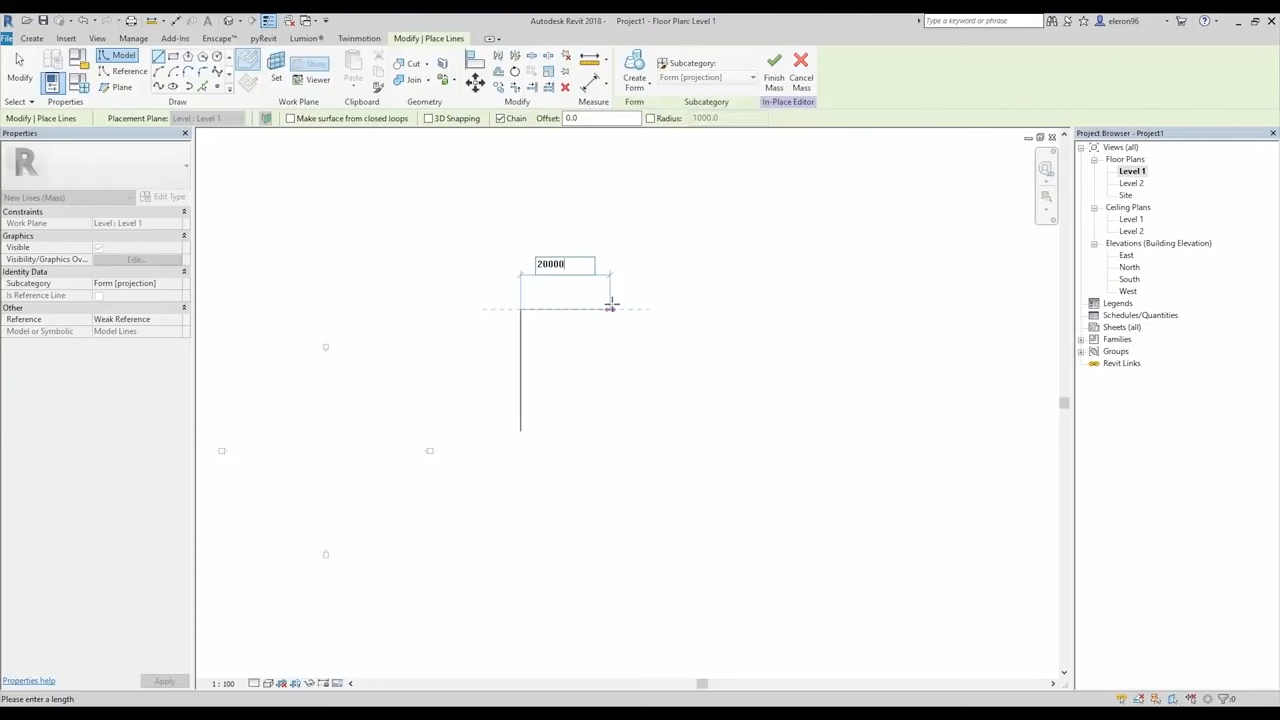 Autodesk Revit 2018 - Project1 - Floor Plan: Level 1
Type a keyword or phrase
eleron96
File
Create
Insert
View
Manage
Add-Ins
Enscape™
pyRevit
Lumion®
Twinmotion
Modify | Place Lines
Modify
Model
Reference
Plane
Set
Show
Viewer
Paste
Cut
Join
Create Form
Subcategory:
Form [projection]
Finish Mass
Cancel Mass
Select
Properties
Draw
Work Plane
Clipboard
Geometry
Modify
Measure
Form
Subcategory
In-Place Editor
Modify | Place Lines
Placement Plane:
Level : Level 1
Make surface from closed loops
3D Snapping
Chain
Offset:
0.0
Radius:
1000.0
Properties
R
New Lines (Mass)
Edit Type
Constraints
Work Plane
Level : Level 1
Graphics
Visible
Visibility/Graphics Ov...
Edit...
Identity Data
Subcategory
Form [projection]
Is Reference Line
Other
Reference
Weak Reference
Model or Symbolic
Model Lines
Properties help
Apply
20000
Project Browser - Project1
Views (all)
Floor Plans
Level 1
Level 2
Site
Ceiling Plans
Level 1
Level 2
Elevations (Building Elevation)
East
North
South
West
Legends
Schedules/Quantities
Sheets (all)
Families
Groups
Revit Links
1 : 100
Please enter a length
:0